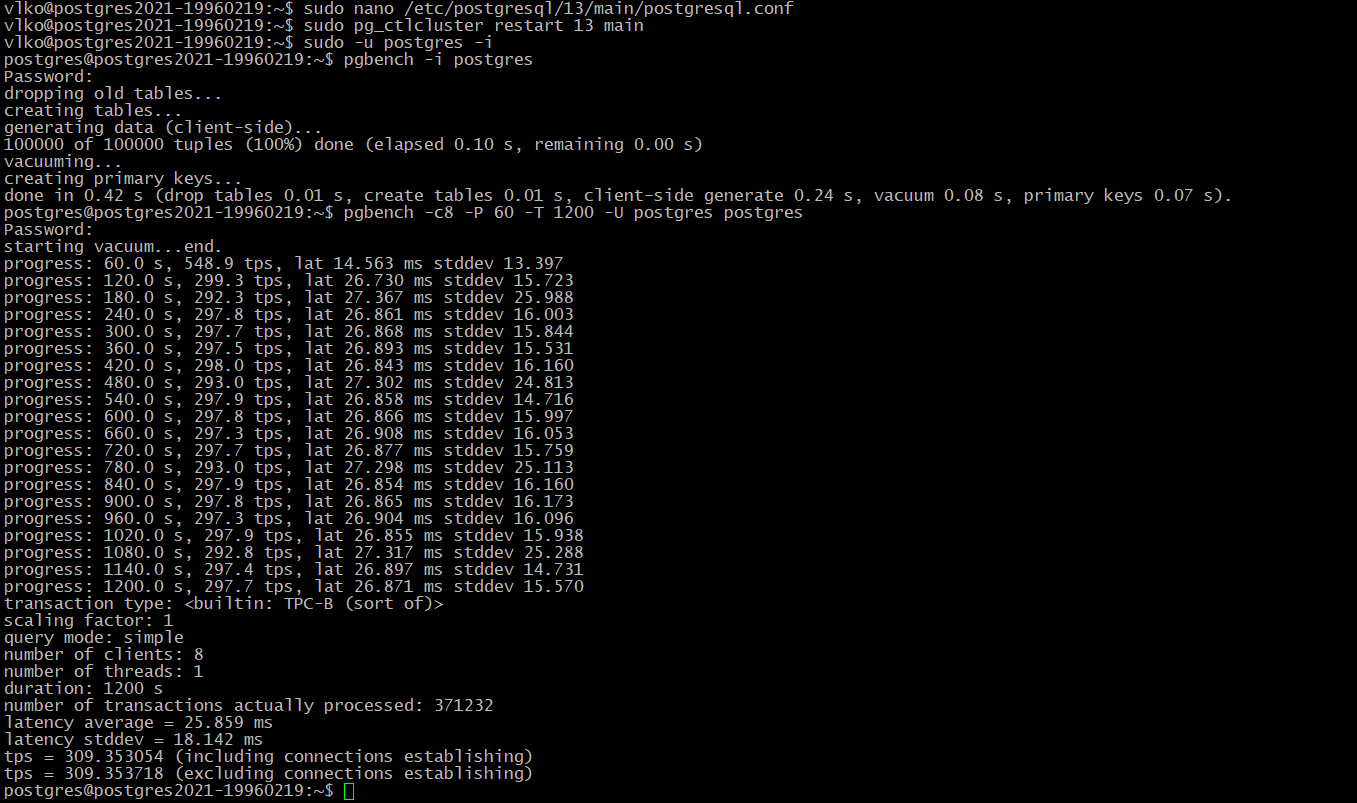 vlko@postgres2021-19960219:~$ sudo nano /etc/postgresql/13/main/postgresql.conf
vlko@postgres2021-19960219:~$ sudo pg_ctlcluster restart 13 main
vlko@postgres2021-19960219:~$ sudo -u postgres -i
postgres@postgres2021-19960219:~$ pgbench -i postgres
Password:
dropping old tables...
creating tables...
generating data (client-side)...
100000 of 100000 tuples (100%) done (elapsed 0.10 s, remaining 0.00 s)
vacuuming...
creating primary keys...
done in 0.42 s (drop tables 0.01 s, create tables 0.01 s, client-side generate 0.24 s, vacuum 0.08 s, primary keys 0.07 s).
postgres@postgres2021-19960219:~$ pgbench -c8 -P 60 -T 1200 -U postgres postgres
Password:
starting vacuum...end.
progress: 60.0 s, 548.9 tps, lat 14.563 ms stddev 13.397
progress: 120.0 s, 299.3 tps, lat 26.730 ms stddev 15.723
progress: 180.0 s, 292.3 tps, lat 27.367 ms stddev 25.988
progress: 240.0 s, 297.8 tps, lat 26.861 ms stddev 16.003
progress: 300.0 s, 297.7 tps, lat 26.868 ms stddev 15.844
progress: 360.0 s, 297.5 tps, lat 26.893 ms stddev 15.531
progress: 420.0 s, 298.0 tps, lat 26.843 ms stddev 16.160
progress: 480.0 s, 293.0 tps, lat 27.302 ms stddev 24.813
progress: 540.0 s, 297.9 tps, lat 26.858 ms stddev 14.716
progress: 600.0 s, 297.8 tps, lat 26.866 ms stddev 15.997
progress: 660.0 s, 297.3 tps, lat 26.908 ms stddev 16.053
progress: 720.0 s, 297.7 tps, lat 26.877 ms stddev 15.759
progress: 780.0 s, 293.0 tps, lat 27.298 ms stddev 25.113
progress: 840.0 s, 297.9 tps, lat 26.854 ms stddev 16.160
progress: 900.0 s, 297.8 tps, lat 26.865 ms stddev 16.173
progress: 960.0 s, 297.3 tps, lat 26.904 ms stddev 16.096
progress: 1020.0 s, 297.9 tps, lat 26.855 ms stddev 15.938
progress: 1080.0 s, 292.8 tps, lat 27.317 ms stddev 25.288
progress: 1140.0 s, 297.4 tps, lat 26.897 ms stddev 14.731
progress: 1200.0 s, 297.7 tps, lat 26.871 ms stddev 15.570
transaction type: <builtin: TPC-B (sort of)>
scaling factor: 1
query mode: simple
number of clients: 8
number of threads: 1
duration: 1200 s
number of transactions actually processed: 371232
latency average = 25.859 ms
latency stddev = 18.142 ms
tps = 309.353054 (including connections establishing)
tps = 309.353718 (excluding connections establishing)
postgres@postgres2021-19960219:~$